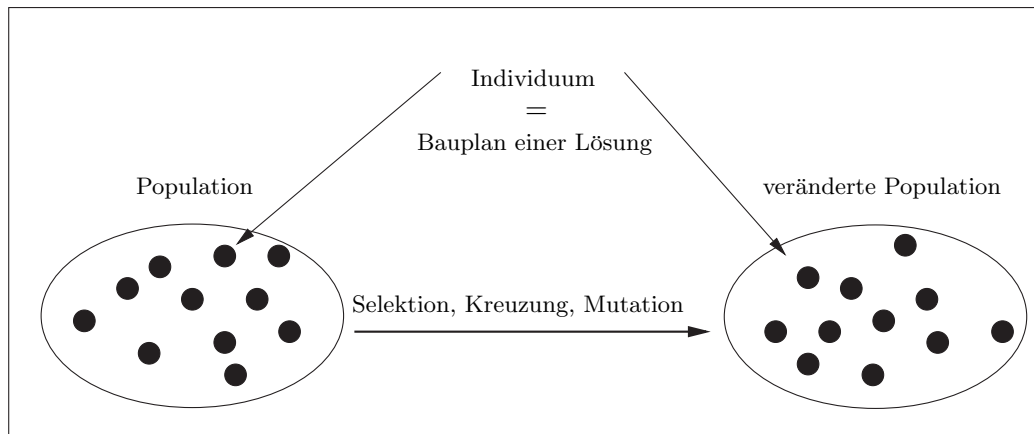 Individuum
=
Bauplan einer Lösung
Population
veränderte Population
Selektion, Kreuzung, Mutation